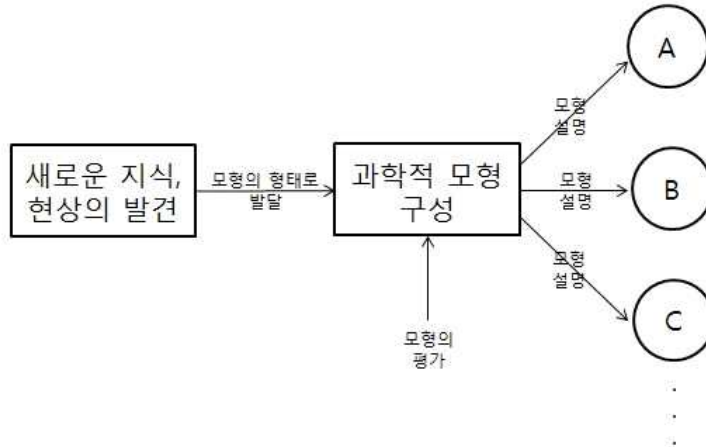 새로운 지식,
현상의 발견
모형의 형태로
발달
과학적 모형
구성
모형의
평가
모형
설명
A
모형
설명
B
모형
설명
C